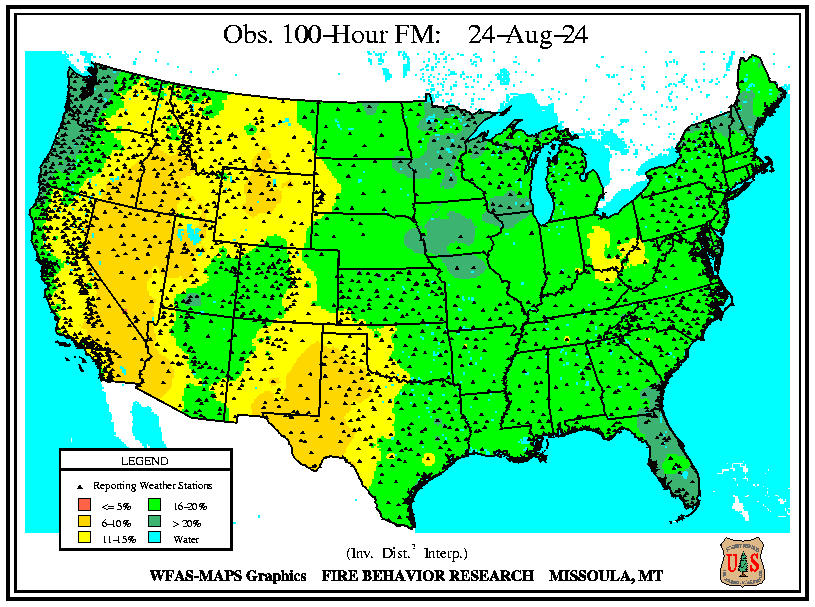 Obs. 100-Hour FM: 24-Aug-24
LEGEND
Reporting Weather Stations
<= 5% 16-20%
6-10% > 20%
11-15% Water
(Inv. Dist.² Interp.)
WFAS-MAPS Graphics FIRE BEHAVIOR RESEARCH MISSOULA, MT
U S